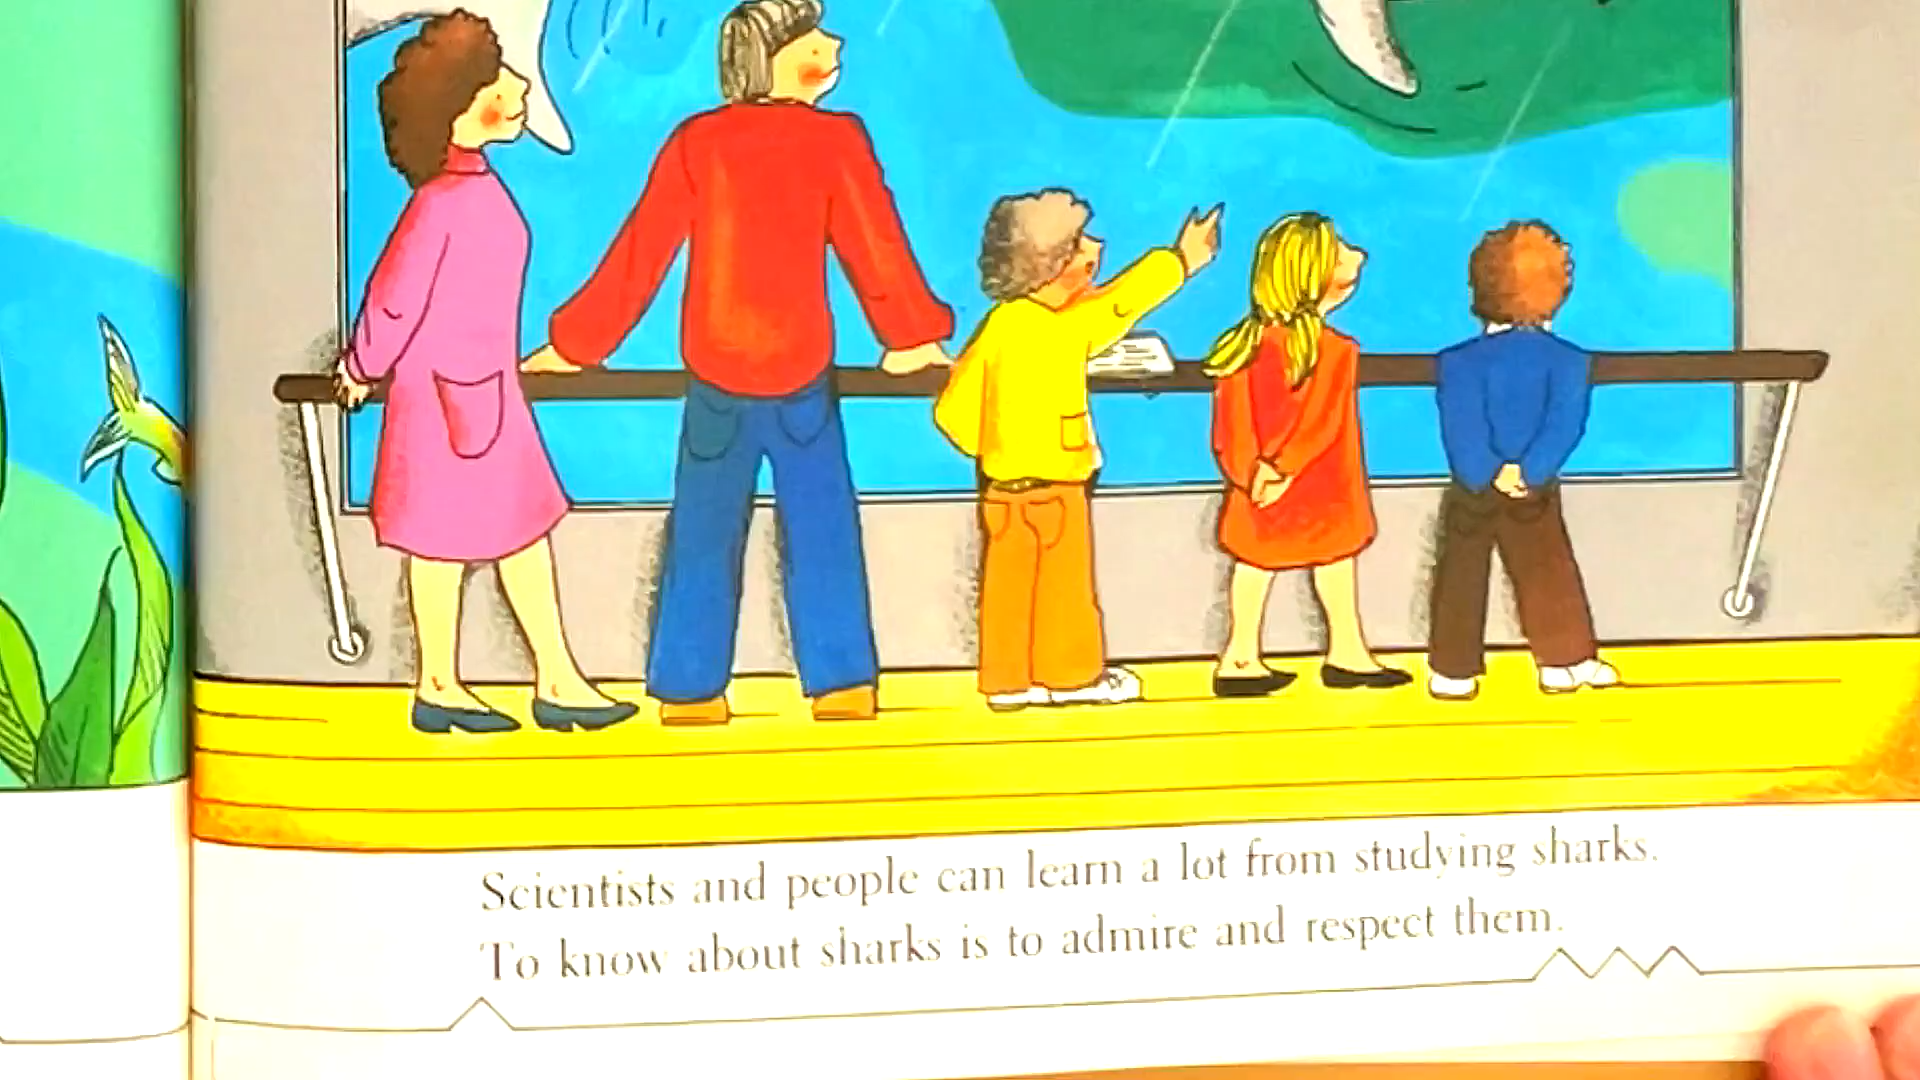 Scientists and people can learn a lot from studying sharks.
To know about sharks is to admire and respect them.